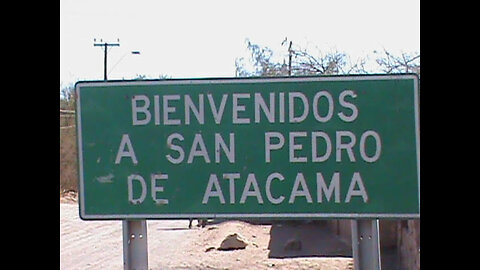 BIENVENIDOS
A SAN PEDRO
DE ATACAMA